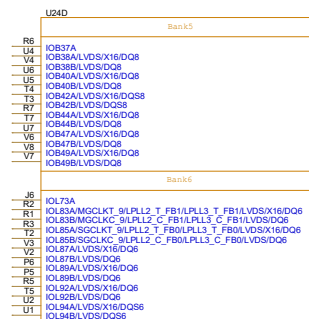 U24D
Bank5
R6 IOB37A
U4 IOB38A/LVDS/X16/DQ8
V4 IOB38B/LVDS/DQ8
U6 IOB40A/LVDS/X16/DQ8
U5 IOB40B/LVDS/DQ8
T4 IOB42A/LVDS/X16/DQS8
T3 IOB42B/LVDS/DQS8
R7 IOB44A/LVDS/X16/DQ8
T7 IOB44B/LVDS/DQ8
U7 IOB47A/LVDS/X16/DQ8
V6 IOB47B/LVDS/DQ8
V8 IOB49A/LVDS/X16/DQ8
V7 IOB49B/LVDS/DQ8
Bank6
J6 IOL73A
R2 IOL83A/MGCLKT_9/LPLL2_T_FB1/LPLL3_T_FB1/LVDS/X16/DQ6
R1 IOL83B/MGCLKC_9/LPLL2_C_FB1/LPLL3_C_FB1/LVDS/DQ6
R3 IOL85A/SGCLKT_9/LPLL2_T_FB0/LPLL3_T_FB0/LVDS/X16/DQ6
T2 IOL85B/SGCLKC_9/LPLL2_C_FB0/LPLL3_C_FB0/LVDS/DQ6
V3 IOL87A/LVDS/X16/DQ6
V2 IOL87B/LVDS/DQ6
P6 IOL89A/LVDS/X16/DQ6
P5 IOL89B/LVDS/DQ6
R5 IOL92A/LVDS/X16/DQ6
T5 IOL92B/LVDS/DQ6
U2 IOL94A/LVDS/X16/DQS6
U1 IOL94B/LVDS/DQS6